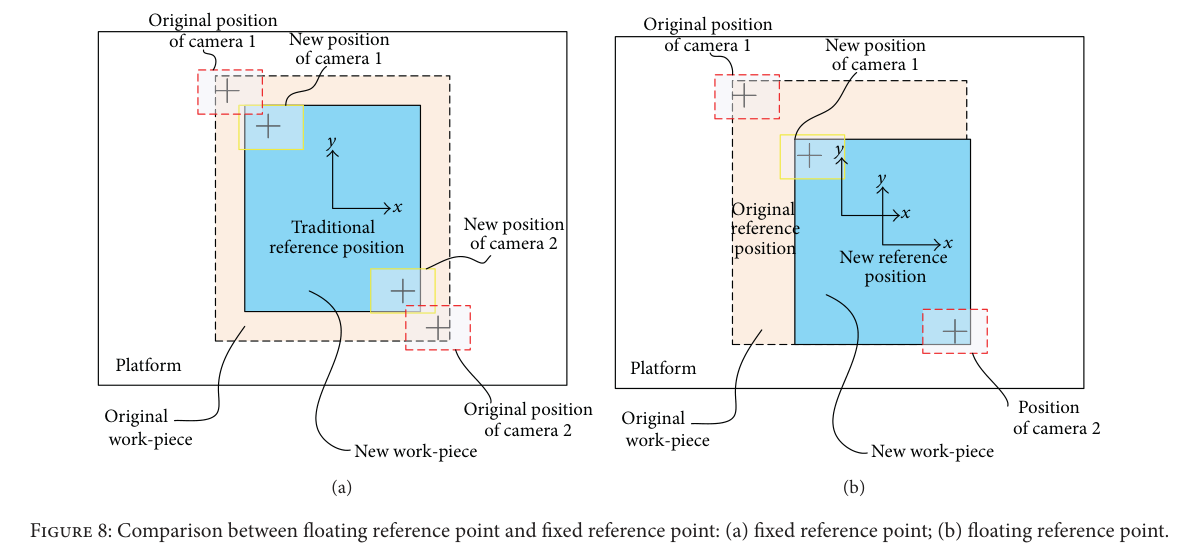 Original position
of camera 1
New position
of camera 1
y
x
Traditional
reference position
New position
of camera 2
Platform
Original
work-piece
Original position
of camera 2
New work-piece
(a)
Original position
of camera 1
New position
of camera 1
y
x
Original
reference
position
y
x
New reference
position
Platform
Original
work-piece
Position
of camera 2
New work-piece
(b)
Figure 8: Comparison between floating reference point and fixed reference point: (a) fixed reference point; (b) floating reference point.